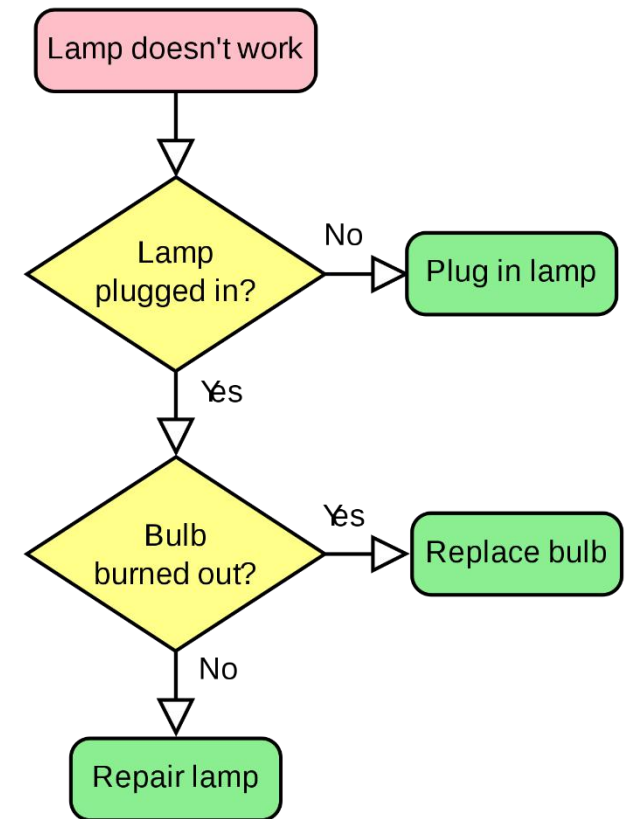 Lamp doesn't work
Lamp
plugged in?
No
Plug in lamp
Yes
Bulb
burned out?
Yes
Replace bulb
No
Repair lamp